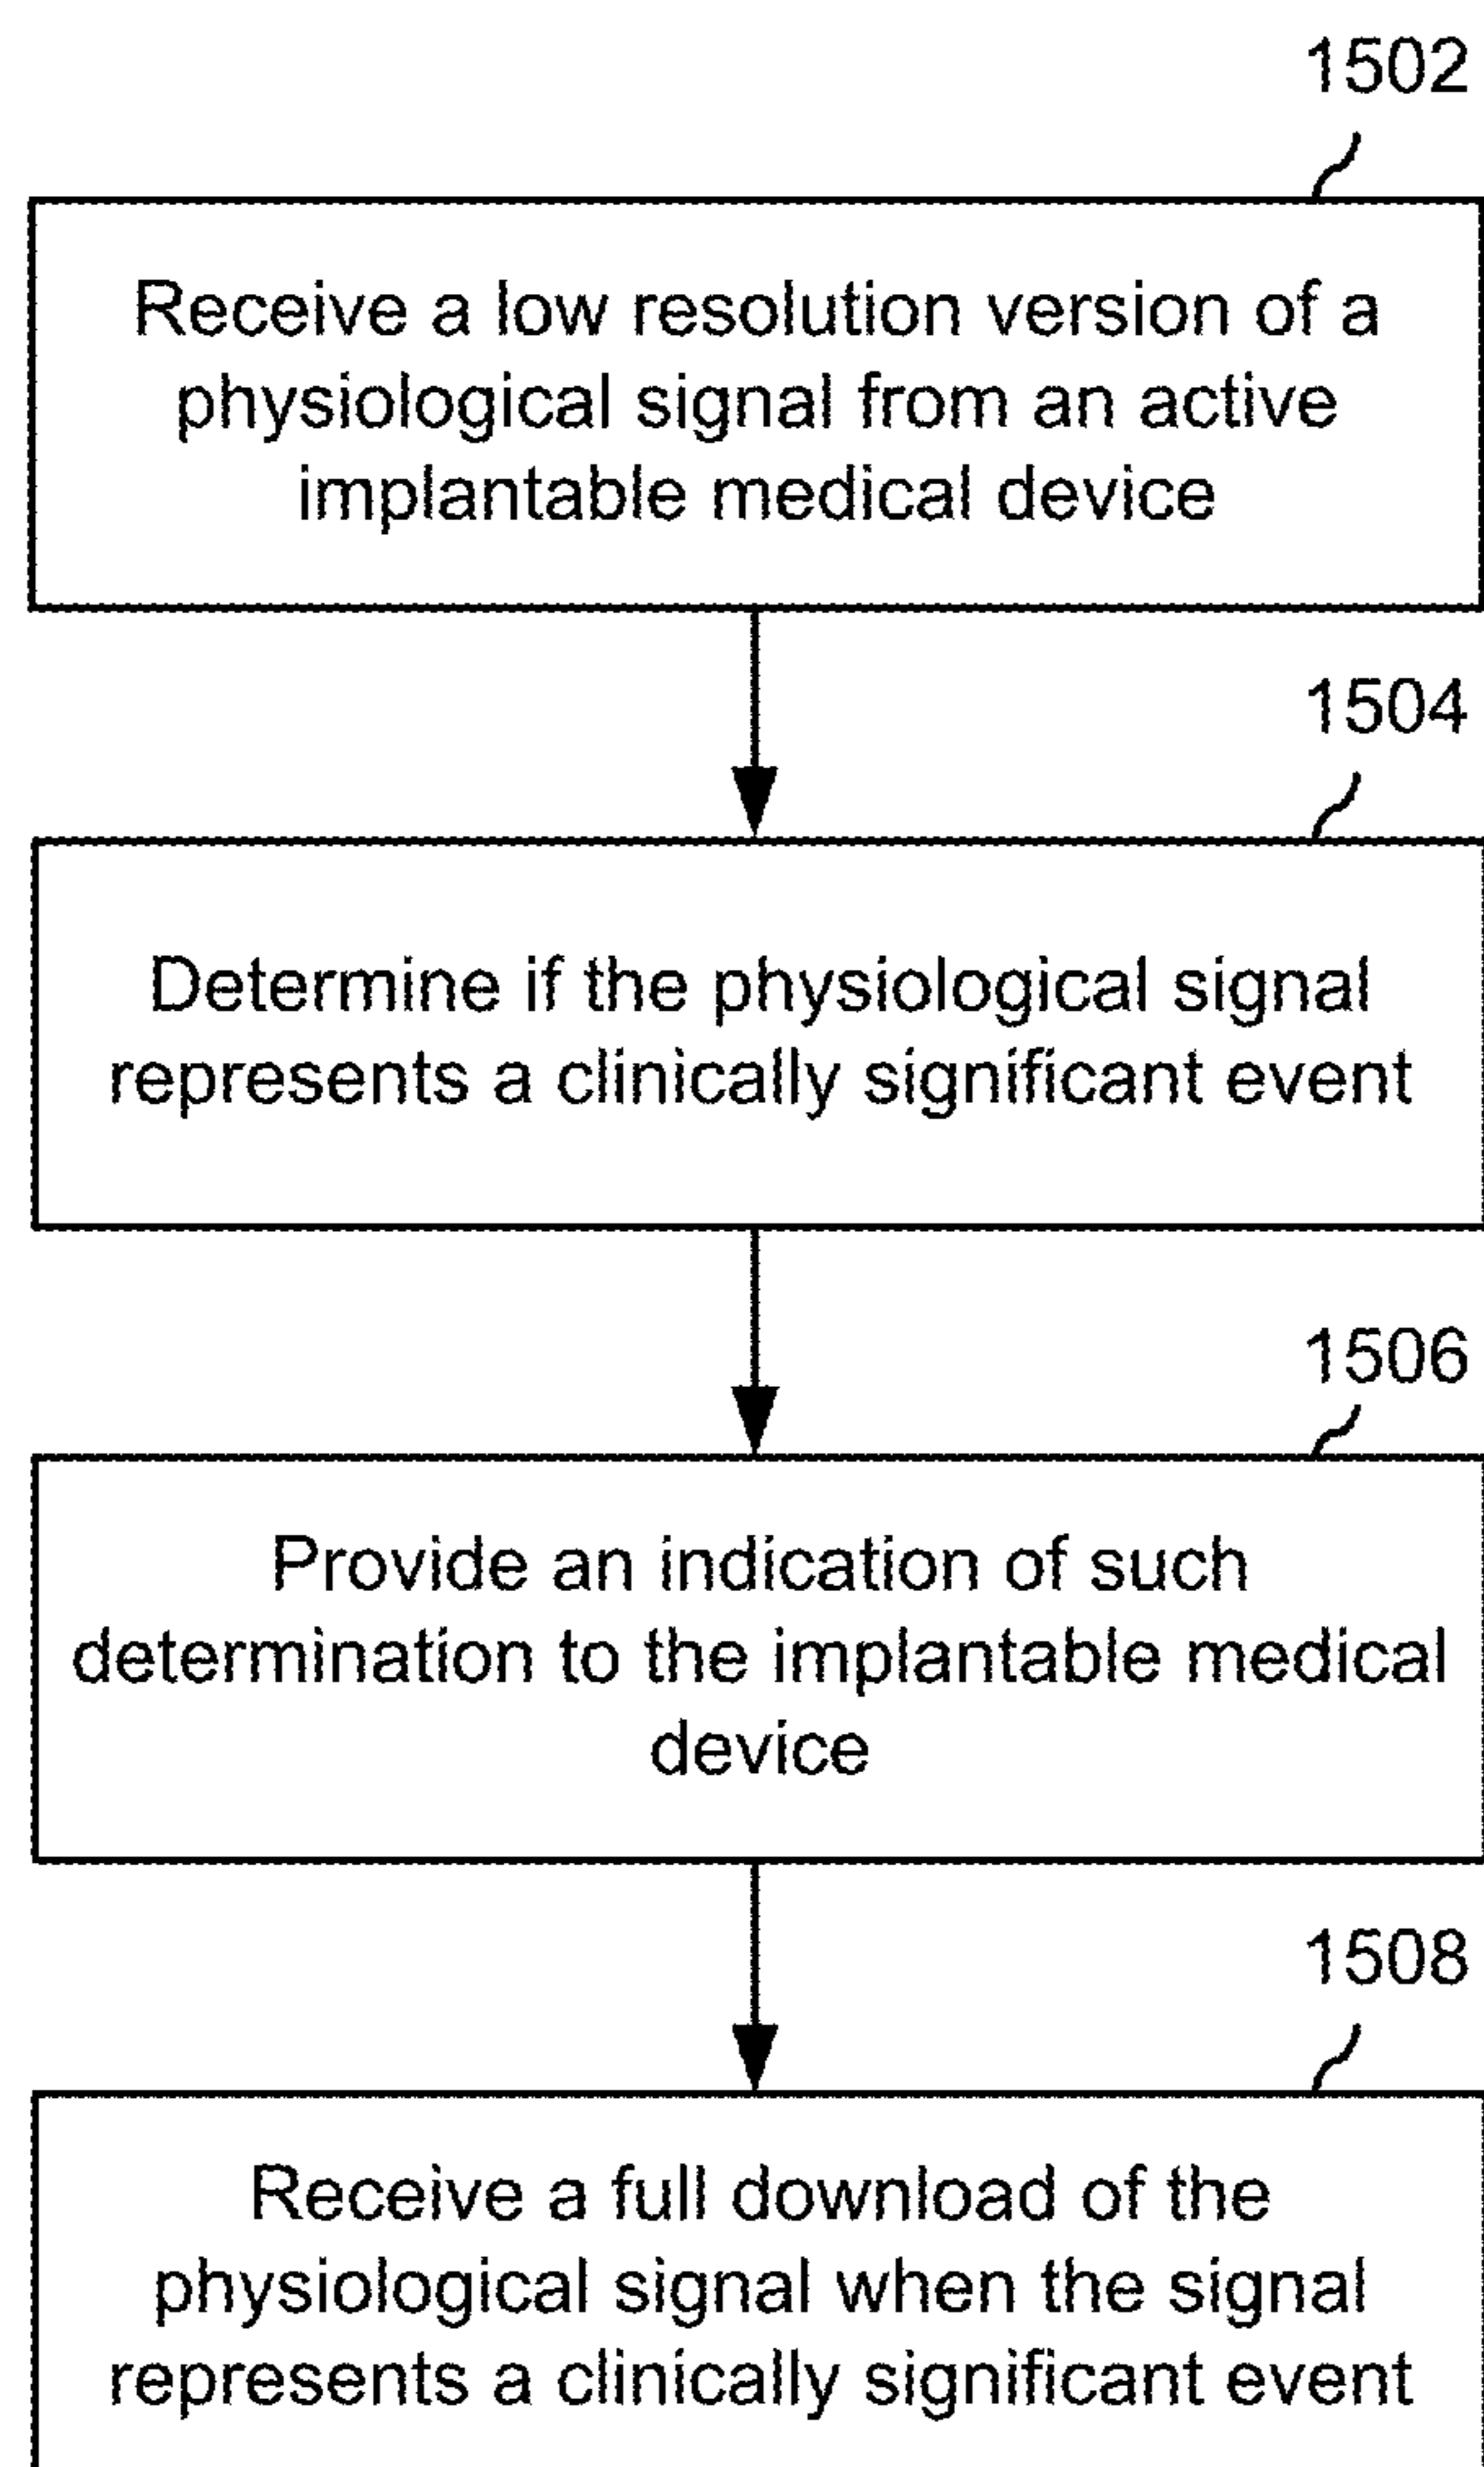 1502
Receive a low resolution version of a
physiological signal from an active
implantable medical device
1504
Determine if the physiological signal
represents a clinically significant event
1506
Provide an indication of such
determination to the implantable medical
device
1508
Receive a full download of the
physiological signal when the signal
represents a clinically significant event